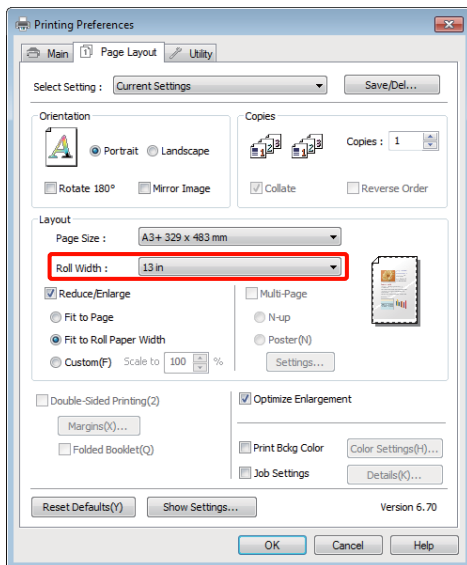 Printing Preferences
Main Page Layout Utility
Select Setting : Current Settings Save/Del...
Orientation
Portrait Landscape
Rotate 180° Mirror Image
Copies
Copies : 1
Collate Reverse Order
Layout
Page Size : A3+ 329 x 483 mm
Roll Width : 13 in
Reduce/Enlarge
Fit to Page
Fit to Roll Paper Width
Custom(F) Scale to 100 %
Multi-Page
N-up
Poster(N)
Settings...
Double-Sided Printing(2)
Margins(X)...
Folded Booklet(Q)
Optimize Enlargement
Print Bckg Color Color Settings(H)...
Job Settings Details(K)...
Reset Defaults(Y) Show Settings... Version 6.70
OK Cancel Help